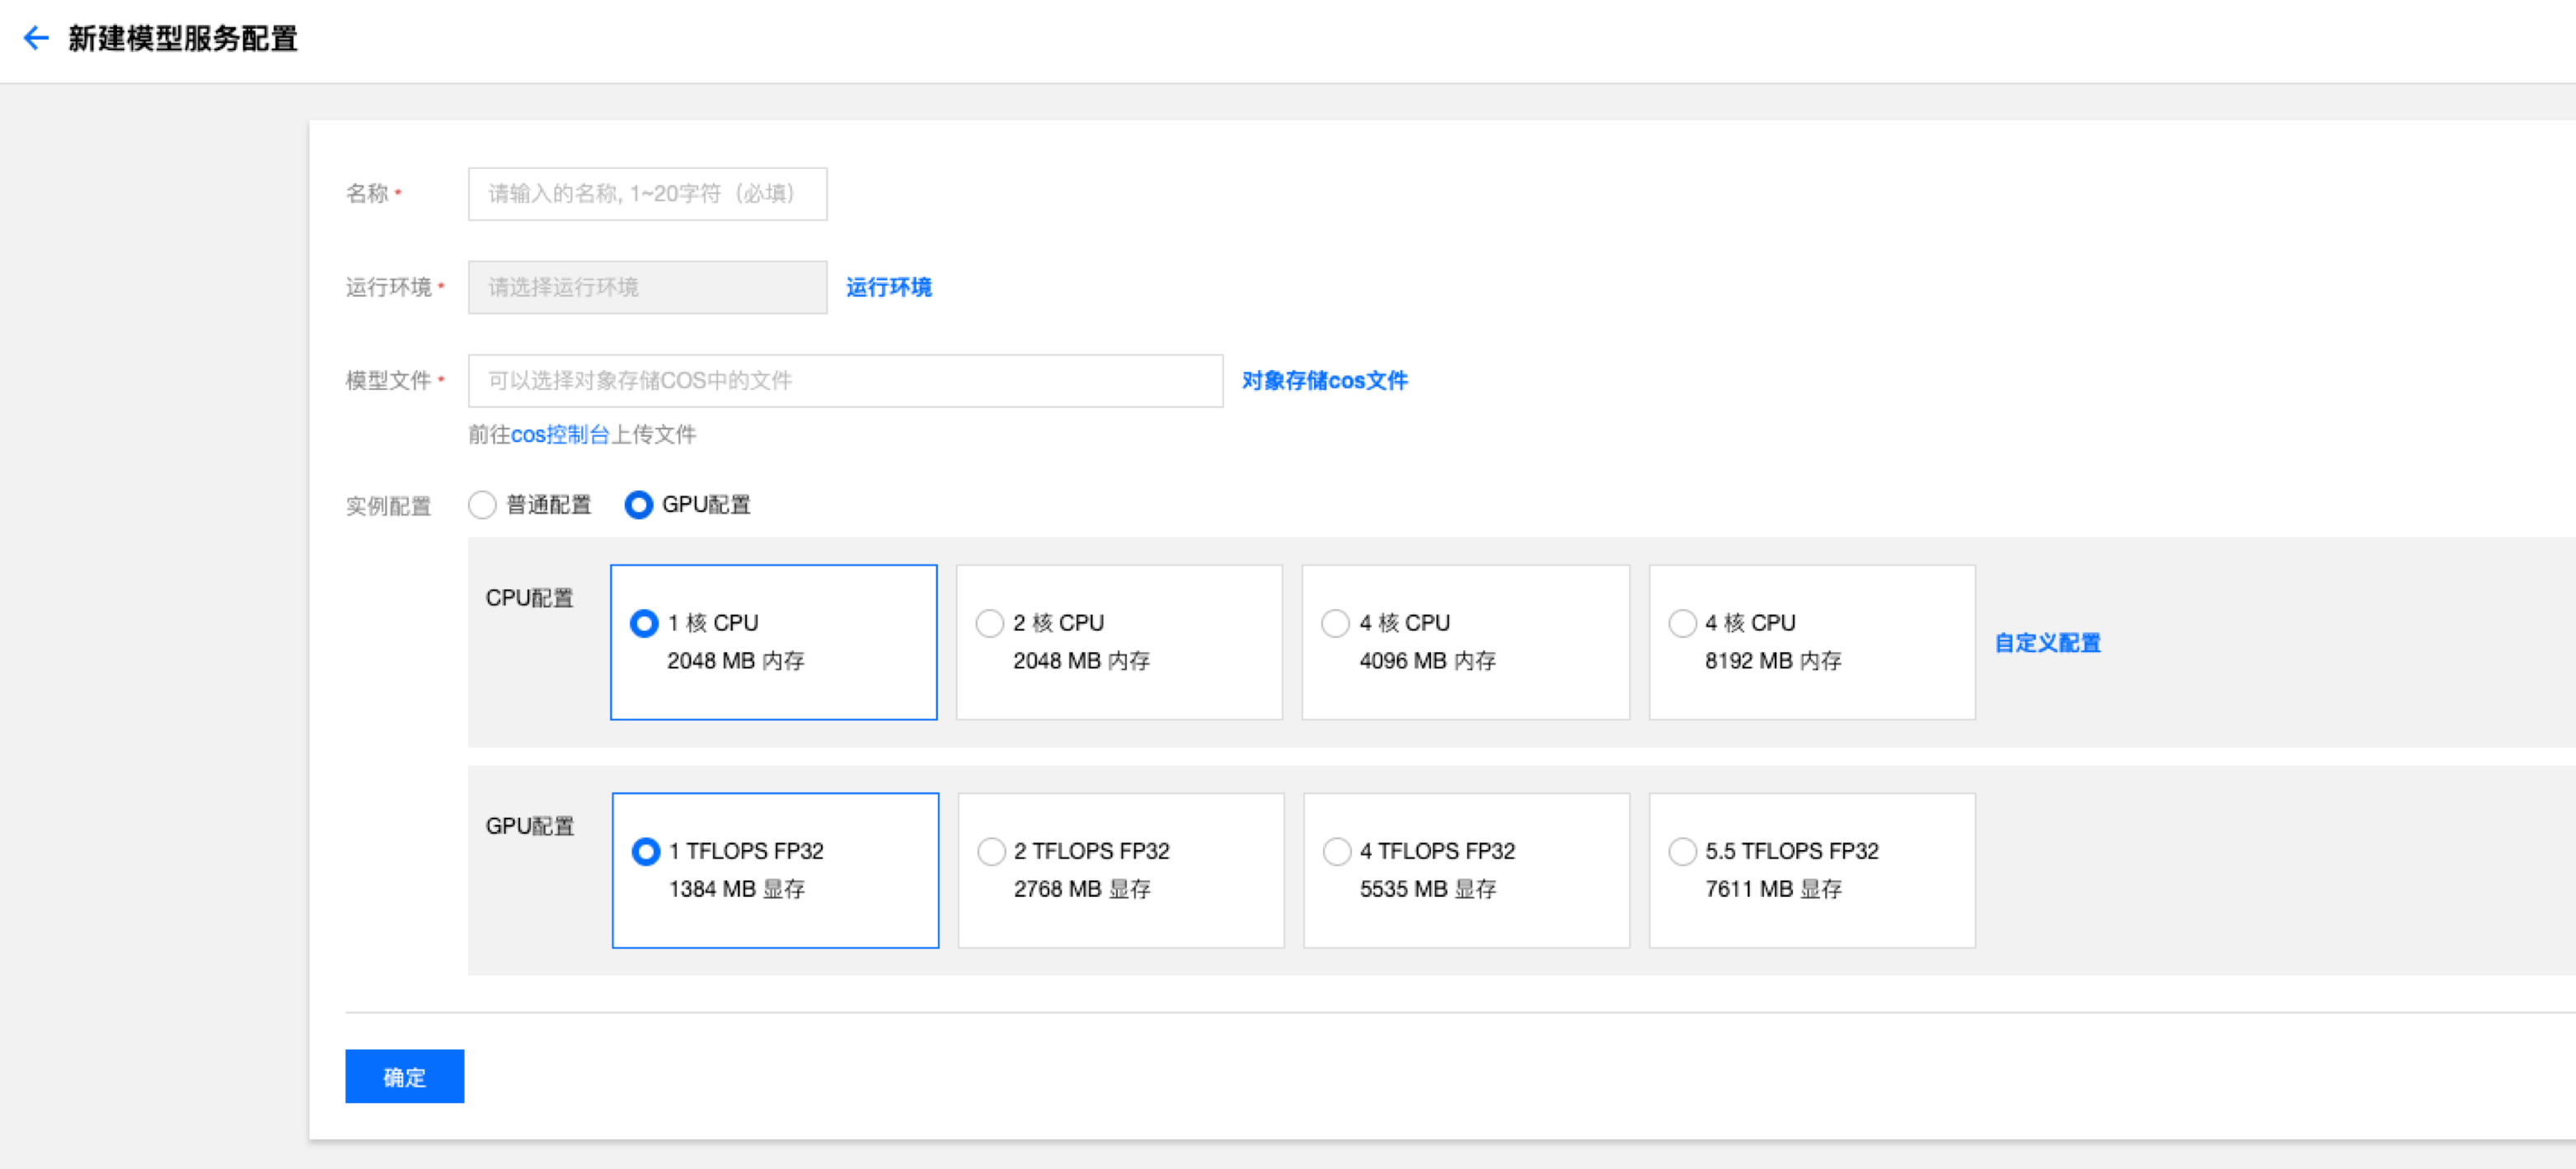 新建模型服务配置
名称 * 请输入的名称, 1~20字符（必填）
运行环境 * 请选择运行环境 运行环境
模型文件 * 可以选择对象存储COS中的文件 对象存储cos文件
前往cos控制台上传文件
实例配置 普通配置 GPU配置
CPU配置
1 核 CPU 2 核 CPU 4 核 CPU 4 核 CPU
2048 MB 内存 2048 MB 内存 4096 MB 内存 8192 MB 内存
自定义配置
GPU配置
1 TFLOPS FP32 2 TFLOPS FP32 4 TFLOPS FP32 5.5 TFLOPS FP32
1384 MB 显存 2768 MB 显存 5535 MB 显存 7611 MB 显存
确定